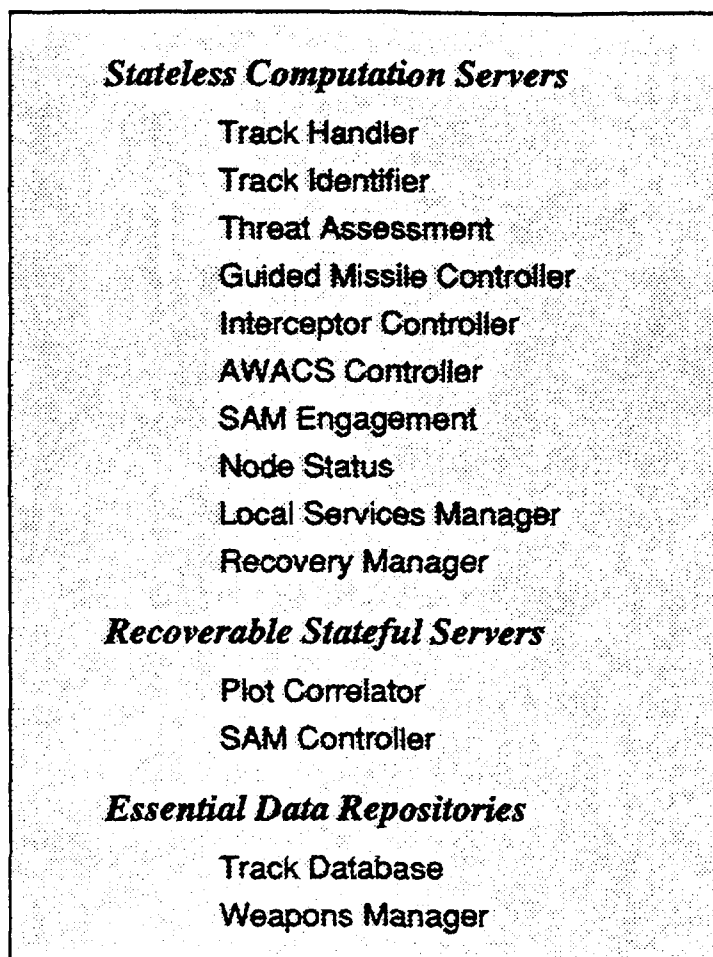 Stateless Computation Servers
Track Handler
Track Identifier
Threat Assessment
Guided Missile Controller
Interceptor Controller
AWACS Controller
SAM Engagement
Node Status
Local Services Manager
Recovery Manager
Recoverable Stateful Servers
Plot Correlator
SAM Controller
Essential Data Repositories
Track Database
Weapons Manager